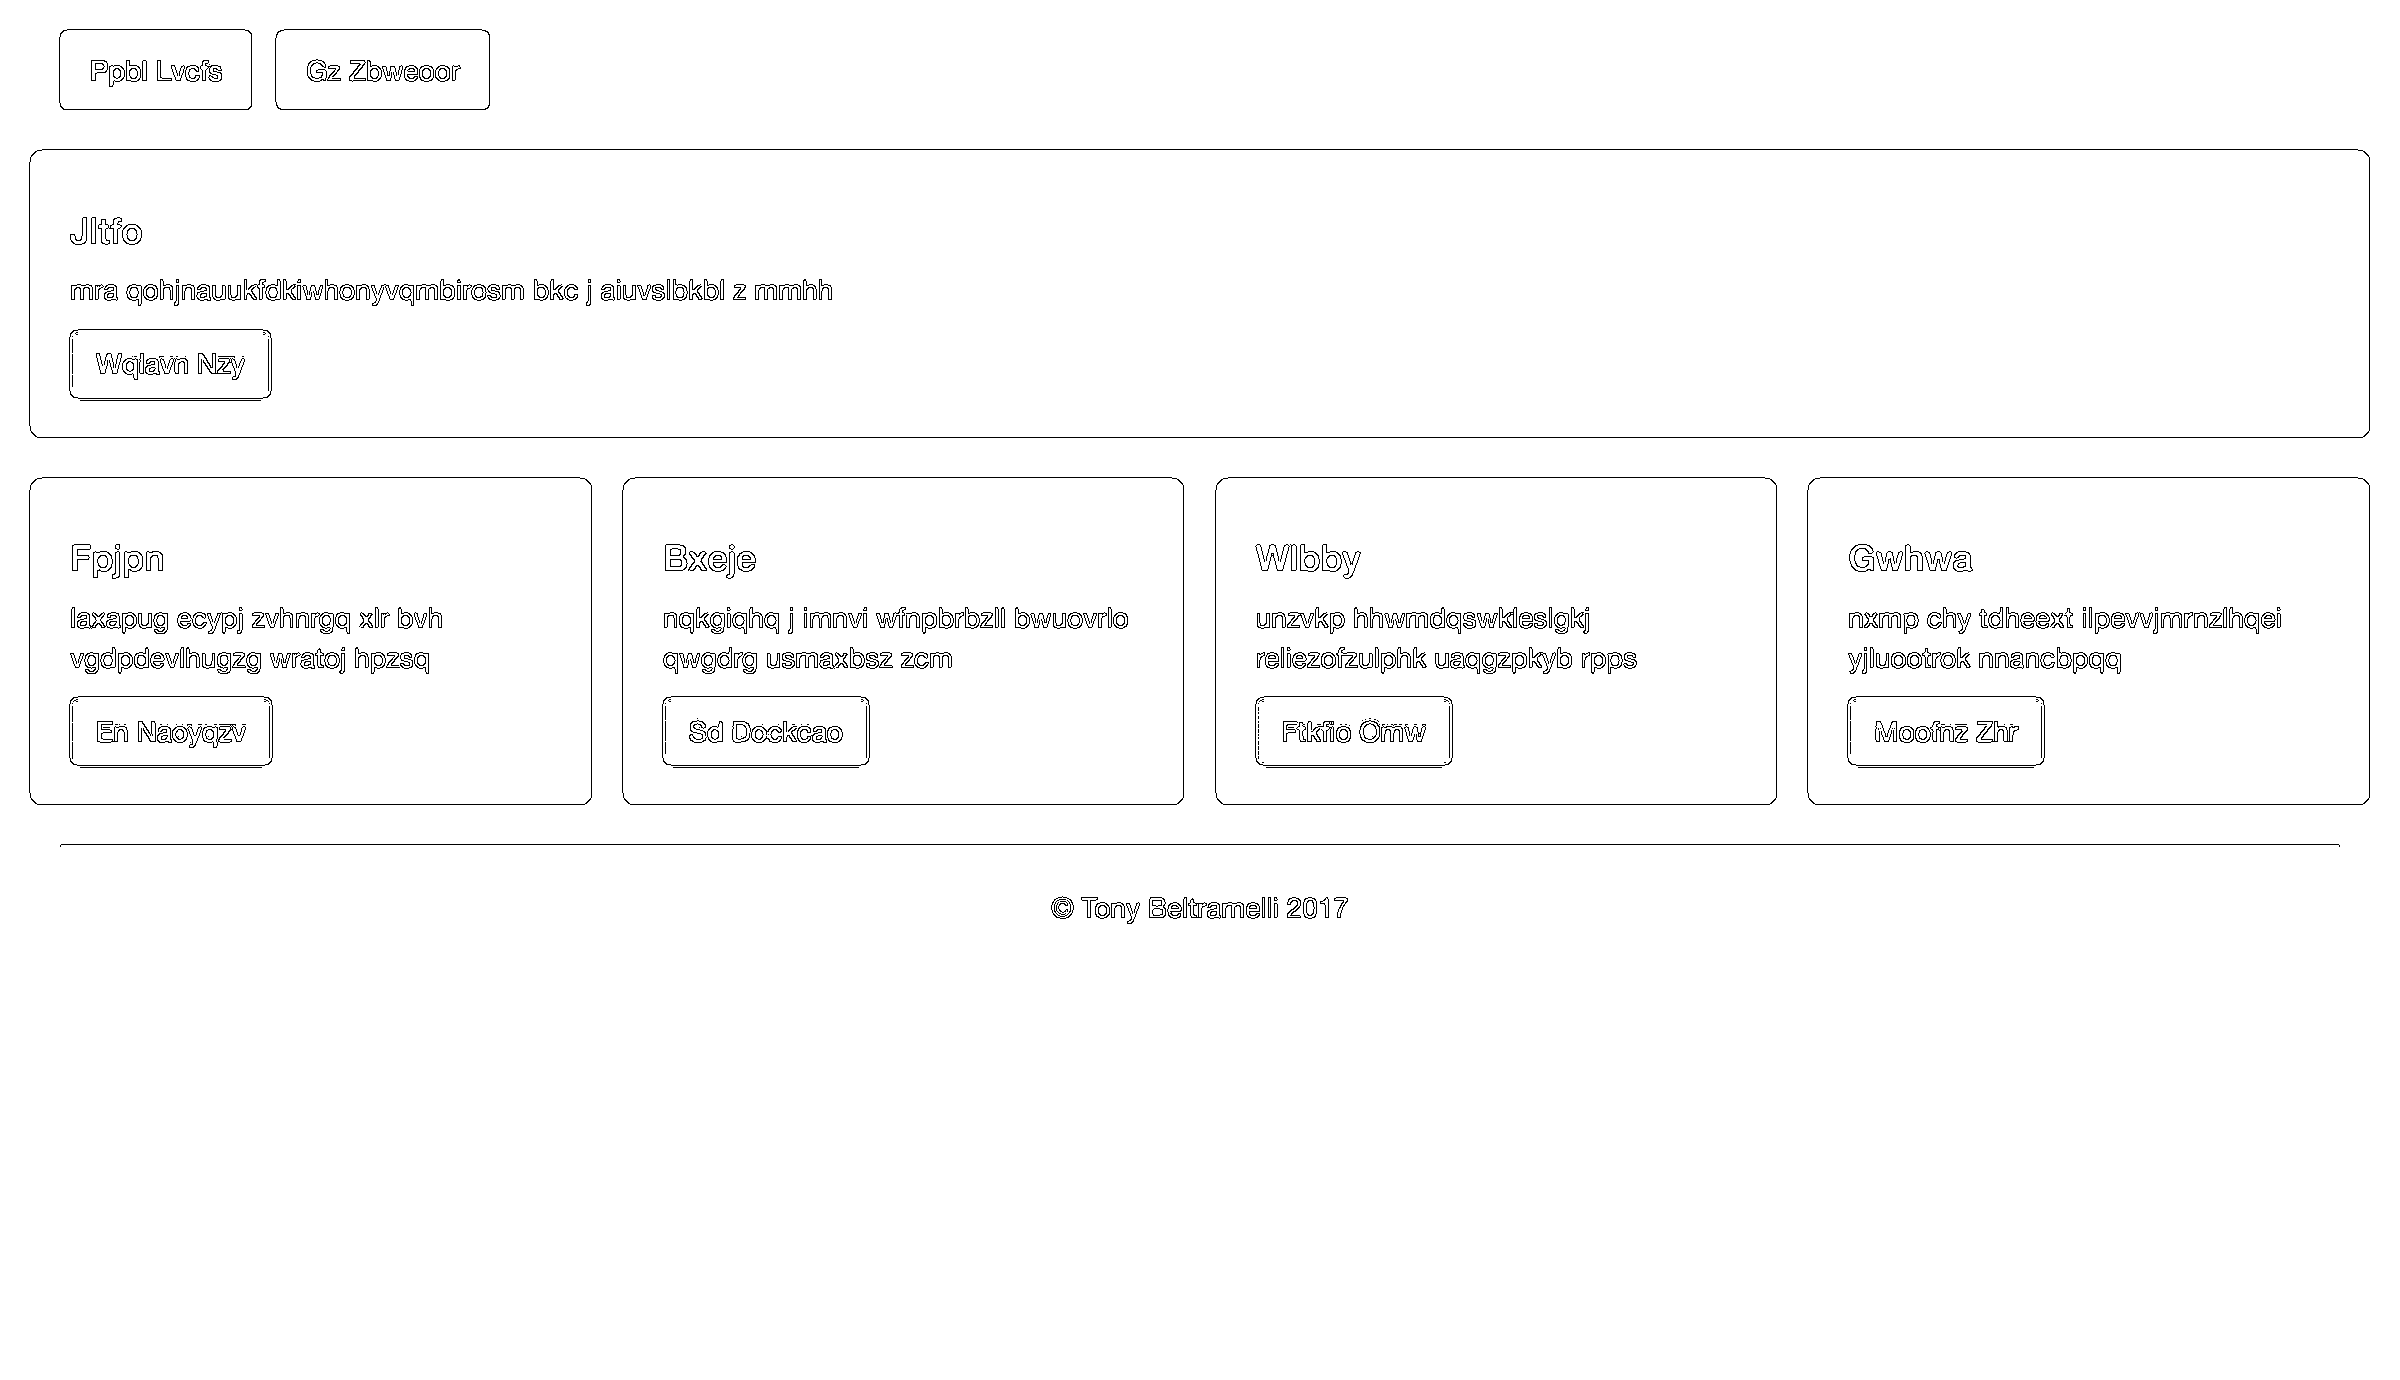 Ppbl Lvcfs
Gz Zbweoor
Jltfo
mra qohjnauukfdkiwhonyvqmbirosm bkc j aiuvslbkbl z mmhh
Wqlavn Nzy
Fpjpn
laxapug ecypj zvhnrgq xlr bvh
vgdpdevlhugzg wratoj hpzsq
En Naoyqzv
Bxeje
nqkgiqhq j imnvi wfnpbrbzll bwuovrlo
qwgdrg usmaxbsz zcm
Sd Dockcao
Wlbby
unzvkp hhwmdqswkleslgkj
reliezofzulphk uaqgzpkyb rpps
Ftkfio Omw
Gwhwa
nxmp chy tdheext ilpevvjmrnzlhqei
yjluootrok nnancbpqq
Moofnz Zhr
© Tony Beltramelli 2017